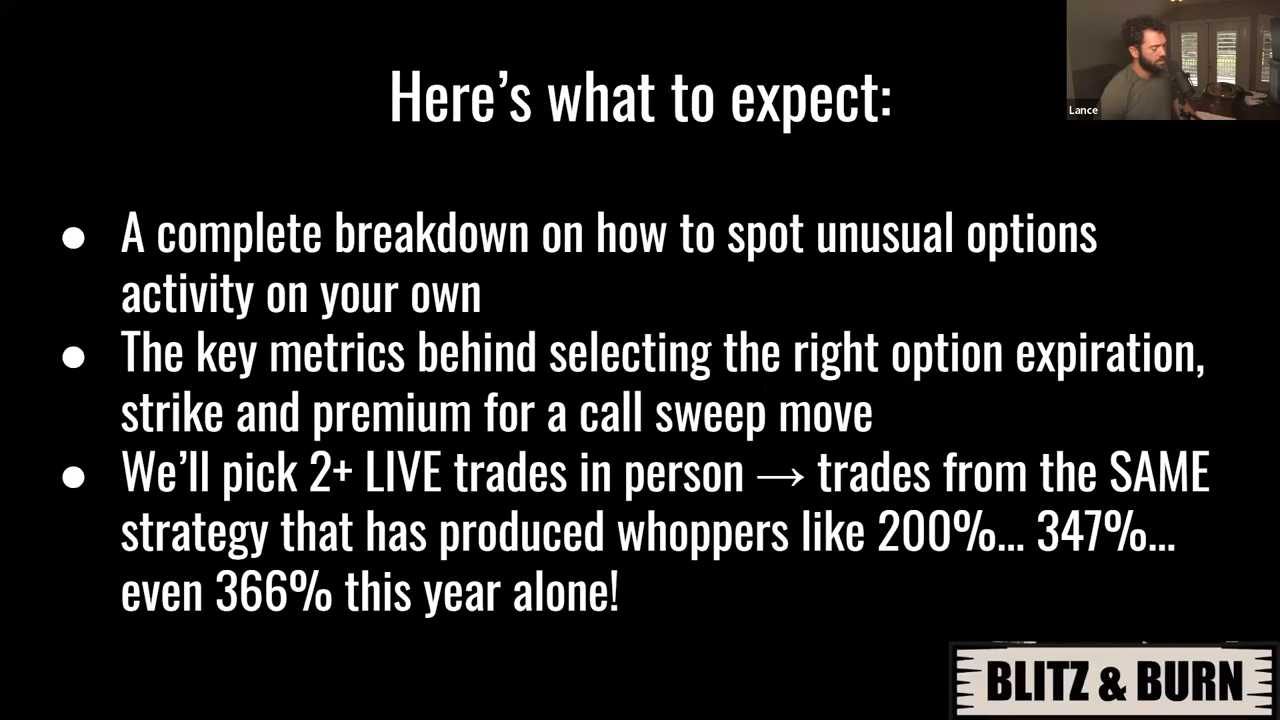 Here's what to expect:
Lance
● A complete breakdown on how to spot unusual options
activity on your own
● The key metrics behind selecting the right option expiration,
strike and premium for a call sweep move
● We'll pick 2+ LIVE trades in person → trades from the SAME
strategy that has produced whoppers like 200%... 347%...
even 366% this year alone!
BLITZ & BURN